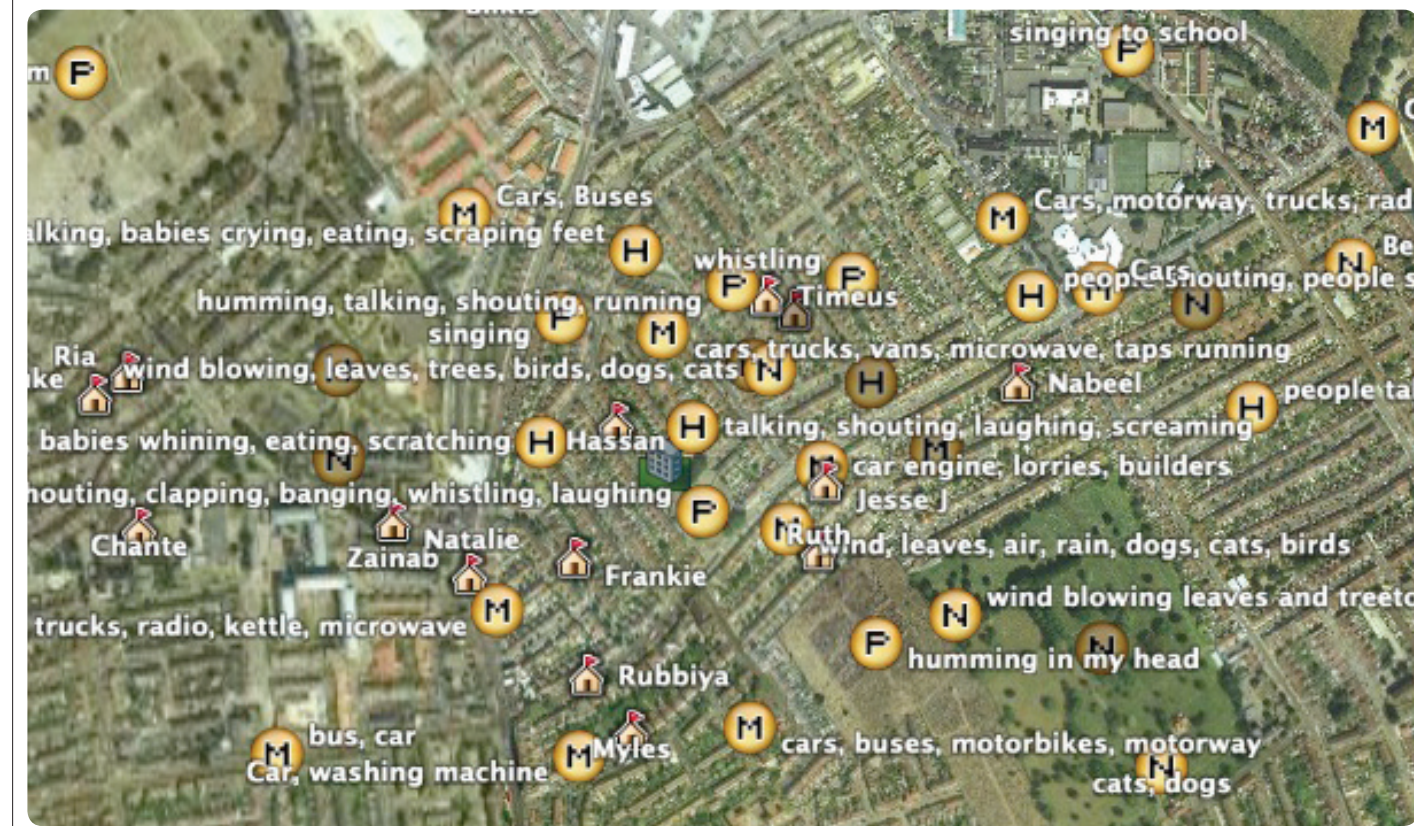 singing to school
P
P
m
M
Cars, Buses
M
M
Cars, motorway, trucks, rad
alking, babies crying, eating, scraping feet
H
whistling
P
P
N
Be
Cars
people shouting, people s
H
M
N
humming, talking, shouting, running
P
Timeus
singing
M
cars, trucks, vans, microwave, taps running
Ria
wind blowing, leaves, trees, birds, dogs, cats
N
H
Nabeel
ike
people ta
H
babies whining, eating, scratching
H
Hassan
H
talking, shouting, laughing, screaming
M
N
M
car engine, lorries, builders
houting, clapping, banging, whistling, laughing
P
Jesse J
Chante
Zainab
Natalie
N
Ruth
wind, leaves, air, rain, dogs, cats, birds
Frankie
trucks, radio, kettle, microwave
M
N
wind blowing leaves and treeto
P
humming in my head
N
Rubbiya
M
bus, car
Car, washing machine
M
Myles
M
cars, buses, motorbikes, motorway
N
cats, dogs